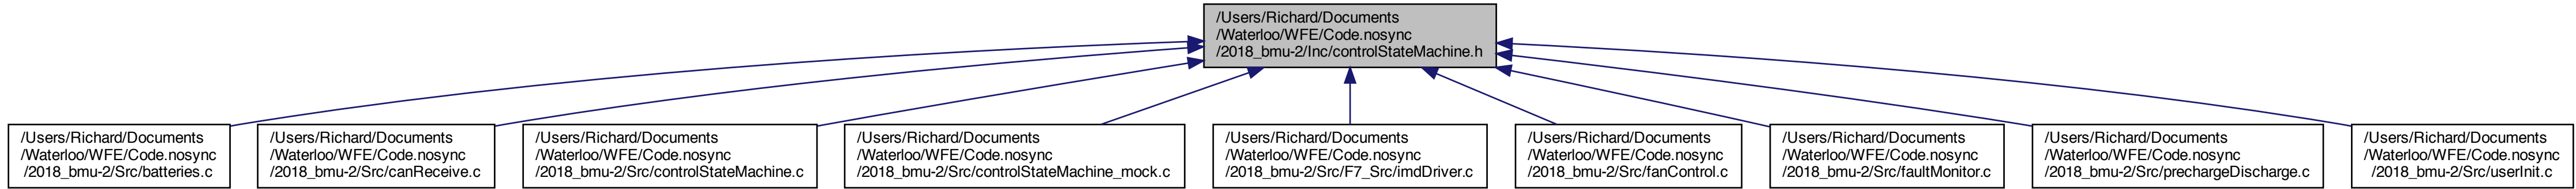 /Users/Richard/Documents
/Waterloo/WFE/Code.nosync
/2018_bmu-2/Inc/controlStateMachine.h
/Users/Richard/Documents
/Waterloo/WFE/Code.nosync
/2018_bmu-2/Src/batteries.c
/Users/Richard/Documents
/Waterloo/WFE/Code.nosync
/2018_bmu-2/Src/canReceive.c
/Users/Richard/Documents
/Waterloo/WFE/Code.nosync
/2018_bmu-2/Src/controlStateMachine.c
/Users/Richard/Documents
/Waterloo/WFE/Code.nosync
/2018_bmu-2/Src/controlStateMachine_mock.c
/Users/Richard/Documents
/Waterloo/WFE/Code.nosync
/2018_bmu-2/Src/F7_Src/imdDriver.c
/Users/Richard/Documents
/Waterloo/WFE/Code.nosync
/2018_bmu-2/Src/fanControl.c
/Users/Richard/Documents
/Waterloo/WFE/Code.nosync
/2018_bmu-2/Src/faultMonitor.c
/Users/Richard/Documents
/Waterloo/WFE/Code.nosync
/2018_bmu-2/Src/prechargeDischarge.c
/Users/Richard/Documents
/Waterloo/WFE/Code.nosync
/2018_bmu-2/Src/userInit.c